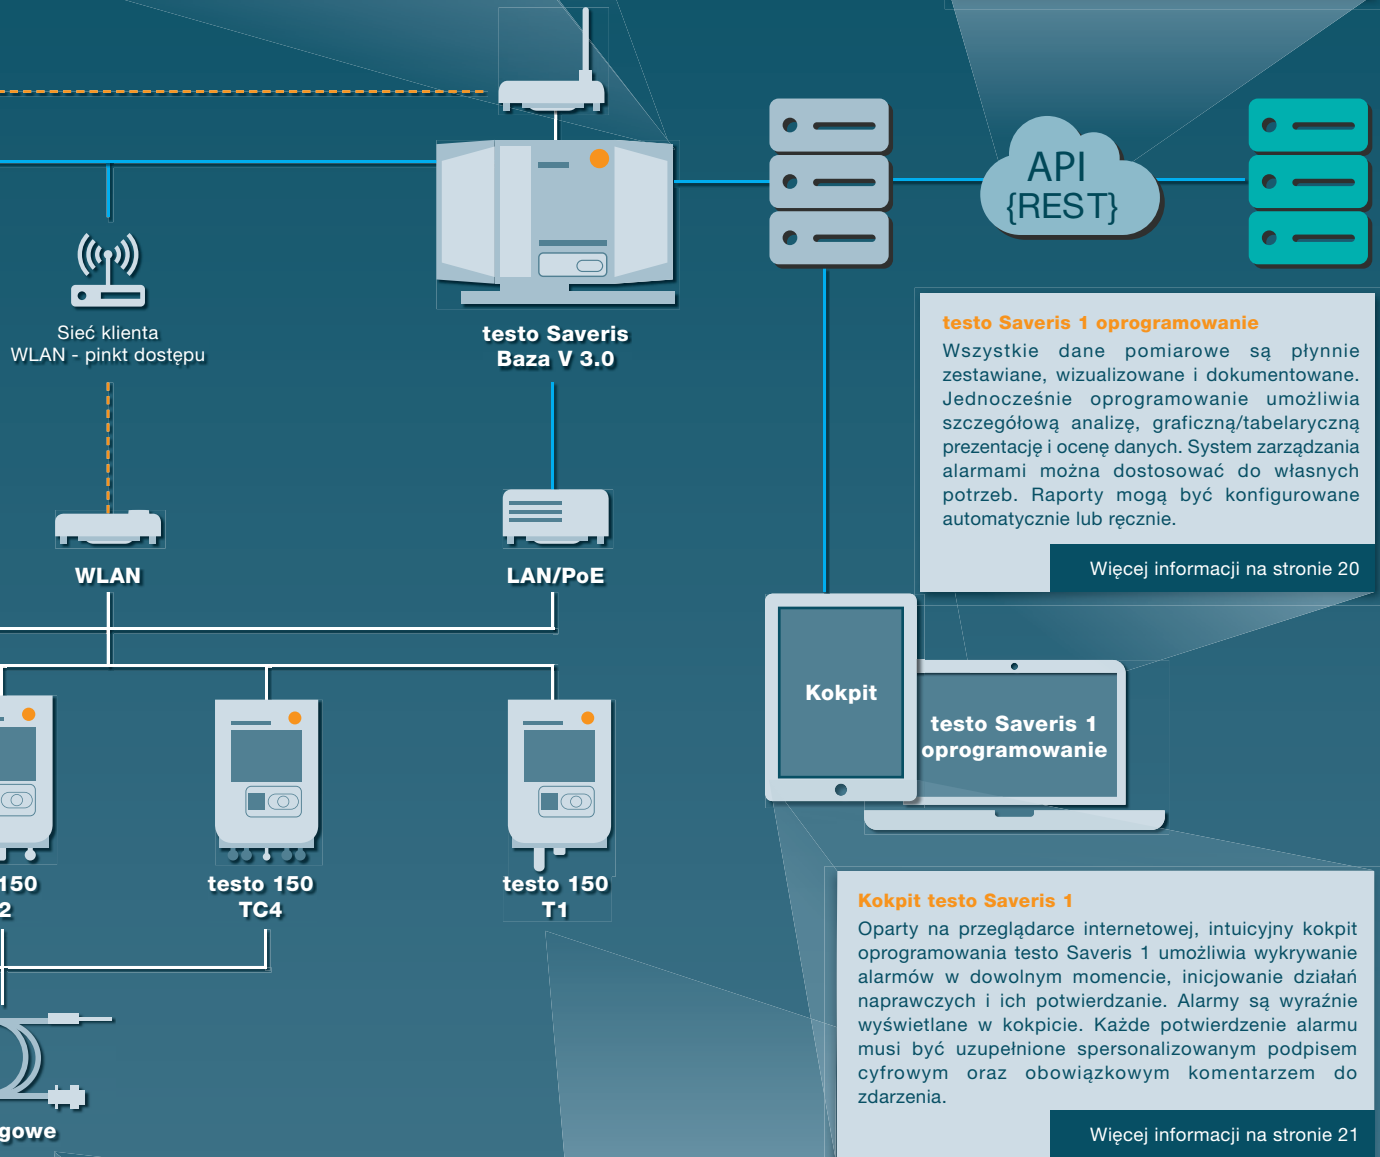 API
{REST}
Sieć klienta
WLAN - pinkt dostępu
testo Saveris
Baza V 3.0
testo Saveris 1 oprogramowanie
Wszystkie dane pomiarowe są płynnie
zestawiane, wizualizowane i dokumentowane.
Jednocześnie oprogramowanie umożliwia
szczegółową analizę, graficzną/tabelaryczną
prezentację i ocenę danych. System zarządzania
alarmami można dostosować do własnych
potrzeb. Raporty mogą być konfigurowane
automatycznie lub ręcznie.
Więcej informacji na stronie 20
WLAN
LAN/PoE
Kokpit
testo Saveris 1
oprogramowanie
150
2
testo 150
TC4
testo 150
T1
Kokpit testo Saveris 1
Oparty na przeglądarce internetowej, intuicyjny kokpit
oprogramowania testo Saveris 1 umożliwia wykrywanie
alarmów w dowolnym momencie, inicjowanie działań
naprawczych i ich potwierdzanie. Alarmy są wyraźnie
wyświetlane w kokpicie. Każde potwierdzenie alarmu
musi być uzupełnione spersonalizowanym podpisem
cyfrowym oraz obowiązkowym komentarzem do
zdarzenia.
Więcej informacji na stronie 21
gowe